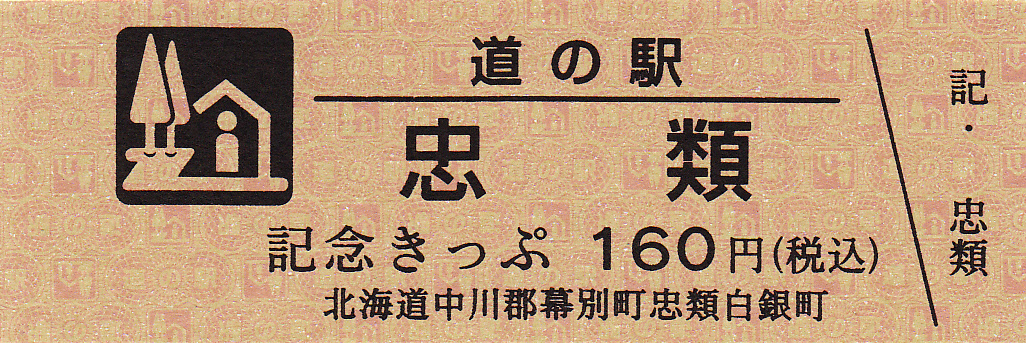 道の駅
忠類
記念きっぷ 160円(税込)
北海道中川郡幕別町忠類白銀町
記・忠類